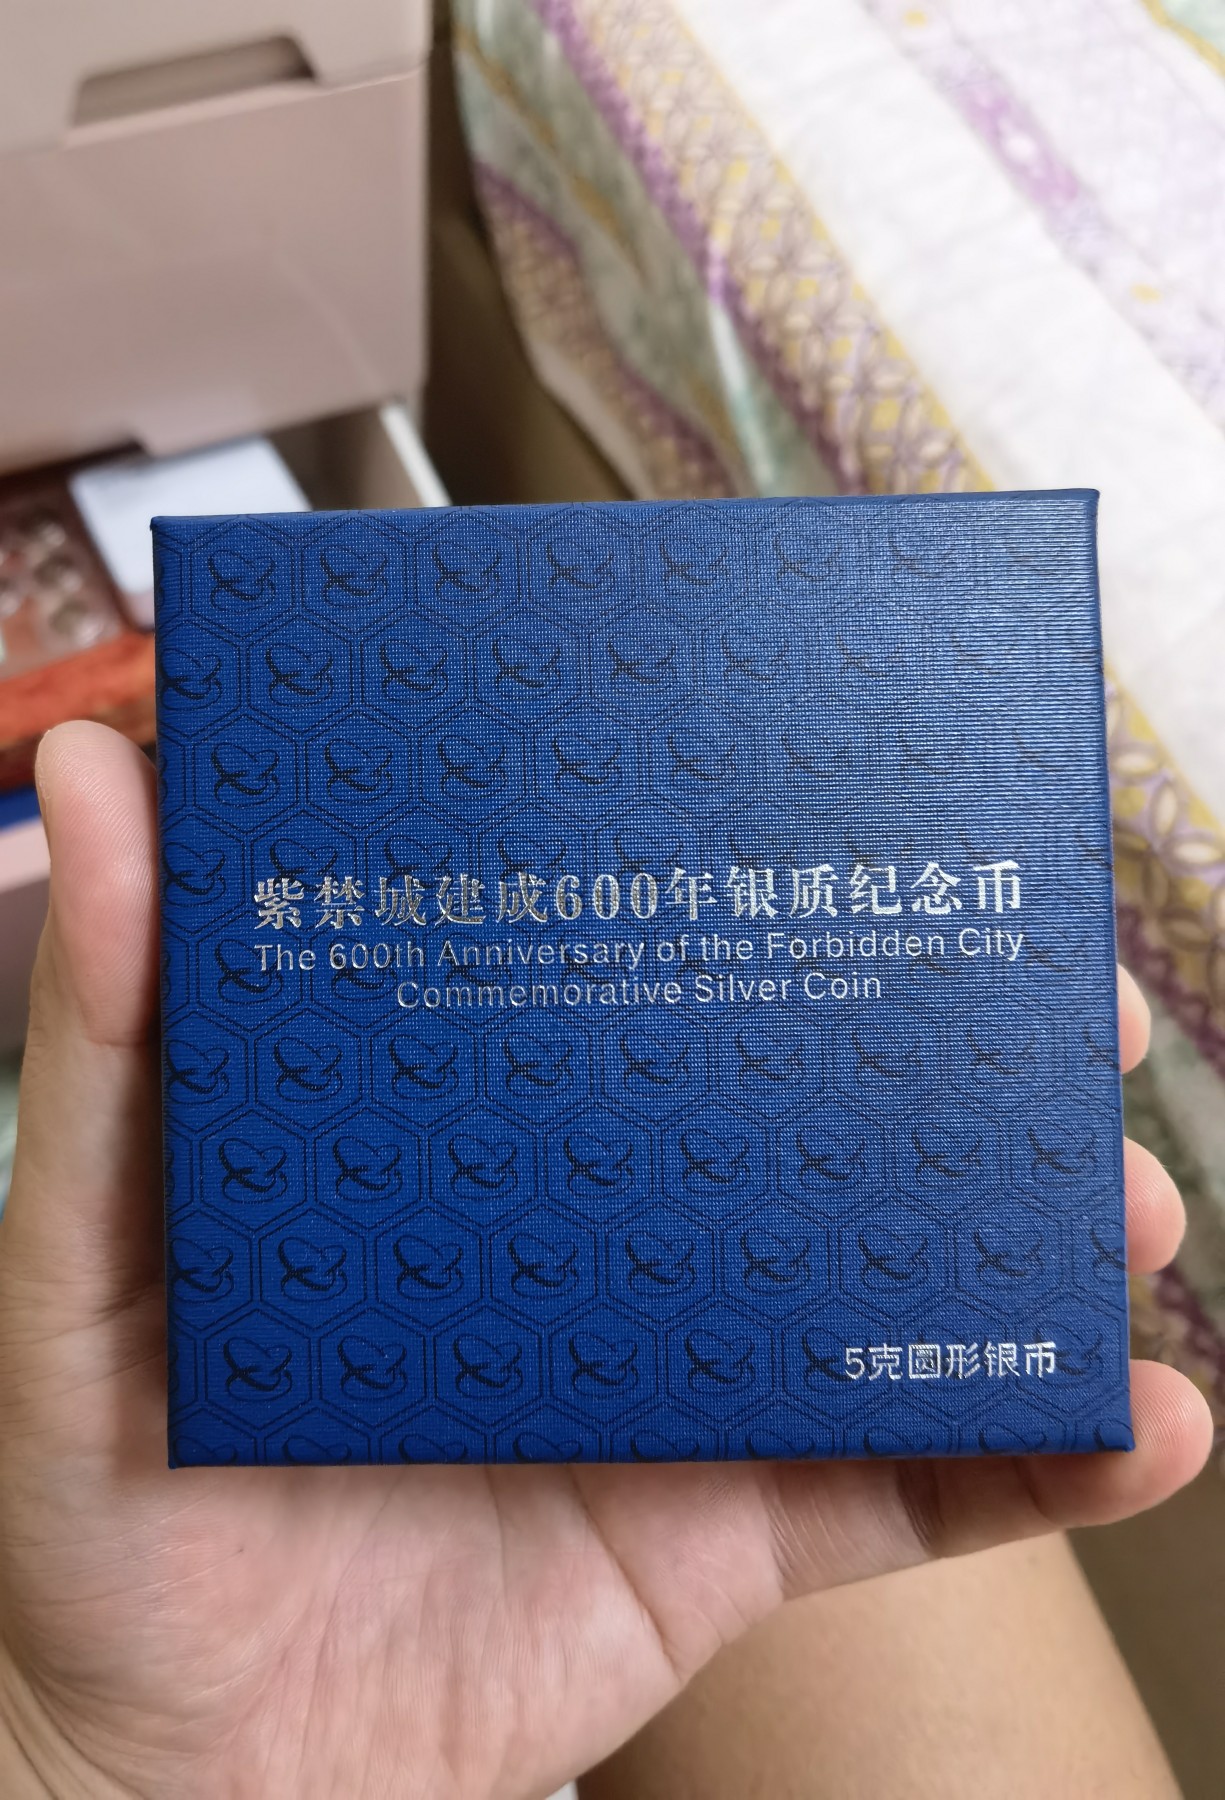 紫禁城建成600年银质纪念币
The 600th Anniversary of the Forbidden City
Commemorative Silver Coin
5克圆形银币